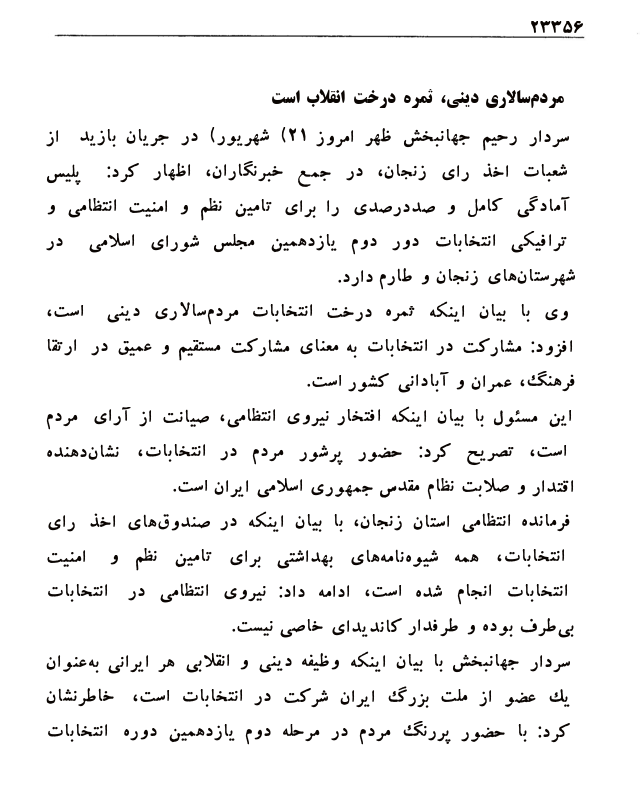 ۲۳۳۵۶
مردم‌سالاری دینی، ثمره درخت انقلاب است
سردار رحیم جهانبخش ظهر امروز ۲۱) شهریور) در جریان بازید از
شعبات اخذ رای زنجان، در جمع خبرنگاران، اظهار کرد: پلیس
آمادگی کامل و صددرصدی را برای تامین نظم و امنیت انتظامی و
ترافیکی انتخابات دور دوم یازدهمین مجلس شورای اسلامی در
شهرستان‌های زنجان و طارم دارد.
وی با بیان اینکه ثمره درخت انتخابات مردم‌سالاری دینی است،
افزود: مشارکت در انتخابات به معنای مشارکت مستقیم و عمیق در ارتقا
فرهنگ، عمران و آبادانی کشور است.
این مسئول با بیان اینکه افتخار نیروی انتظامی، صیانت از آرای مردم
است، تصریح کرد: حضور پرشور مردم در انتخابات، نشان‌دهنده
اقتدار و صلابت نظام مقدس جمهوری اسلامی ایران است.
فرمانده انتظامی استان زنجان، با بیان اینکه در صندوق‌های اخذ رای
انتخابات، همه شیوه‌نامه‌های بهداشتی برای تامین نظم و امنیت
انتخابات انجام شده است، ادامه داد: نیروی انتظامی در انتخابات
بی‌طرف بوده و طرفدار کاندیدای خاصی نیست.
سردار جهانبخش با بیان اینکه وظیفه دینی و انقلابی هر ایرانی به‌عنوان
یك عضو از ملت بزرگ ایران شرکت در انتخابات است، خاطرنشان
کرد: با حضور پررنگ مردم در مرحله دوم یازدهمین دوره انتخابات